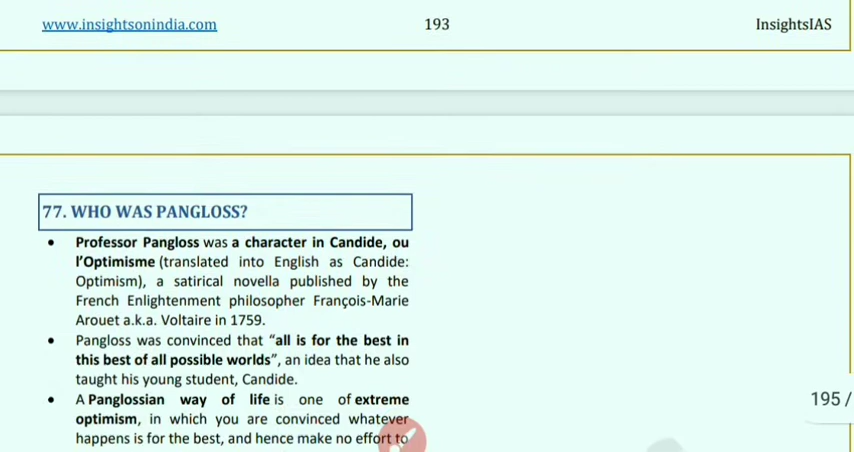 www.insightsonindia.com 193 InsightsIAS
77. WHO WAS PANGLOSS?
• Professor Pangloss was a character in Candide, ou
l'Optimisme (translated into English as Candide:
Optimism), a satirical novella published by the
French Enlightenment philosopher François-Marie
Arouet a.k.a. Voltaire in 1759.
• Pangloss was convinced that “all is for the best in
this best of all possible worlds”, an idea that he also
taught his young student, Candide.
• A Panglossian way of life is one of extreme
195 /
optimism, in which you are convinced whatever
happens is for the best, and hence make no effort to